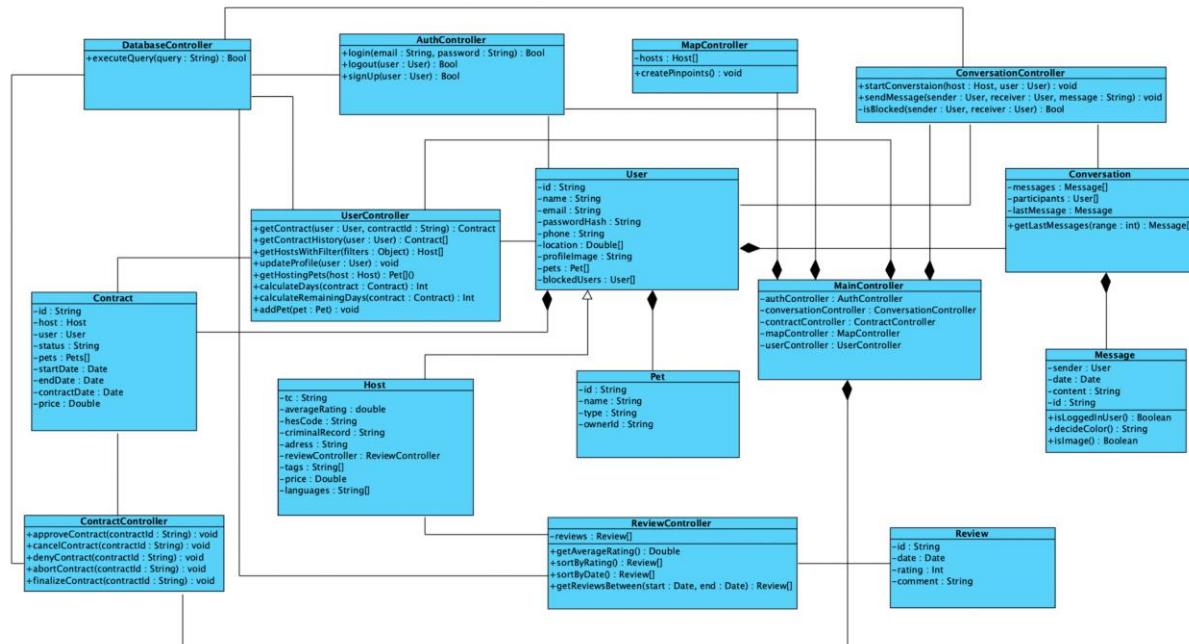 DatabaseController
+executeQuery(query : String) : Bool
AuthController
+login(email : String, password : String) : Bool
+logout(user : User) : Bool
+signUp(user : User) : Bool
MapController
-hosts : Host[]
+createPinpoints() : void
ConversationController
+startConverstaion(host : Host, user : User) : void
+sendMessage(sender : User, receiver : User, message : String) : void
-isBlocked(sender : User, receiver : User) : Bool
User
-id : String
-name : String
-email : String
-passwordHash : String
-phone : String
-location : Double[]
-profileImage : String
-pets : Pet[]
-blockedUsers : User[]
Conversation
-messages : Message[]
-participants : User[]
-lastMessage : Message
+getLastMessages(range : int) : Message[]
UserController
+getContract(user : User, contractId : String) : Contract
+getContractHistory(user : User) : Contract[]
+getHostsWithFilter(filters : Object) : Host[]
+updateProfile(user : User) : void
+getHostingPets(host : Host) : Pet[]()
+calculateDays(contract : Contract) : Int
+calculateRemainingDays(contract : Contract) : Int
+addPet(pet : Pet) : void
MainController
-authController : AuthController
-conversationController : ConversationController
-contractController : ContractController
-mapController : MapController
-userController : UserController
Contract
-id : String
-host : Host
-user : User
-status : String
-pets : Pets[]
-startDate : Date
-endDate : Date
-contractDate : Date
-price : Double
Message
-sender : User
-date : Date
-content : String
-id : String
+isLoggedInUser() : Boolean
+decideColor() : String
+isImage() : Boolean
Host
-tc : String
-averageRating : double
-hesCode : String
-criminalRecord : String
-adress : String
-reviewController : ReviewController
-tags : String[]
-price : Double
-languages : String[]
Pet
-id : String
-name : String
-type : String
-ownerId : String
ContractController
+approveContract(contractId : String) : void
+cancelContract(contractId : String) : void
+denyContract(contractId : String) : void
+abortContract(contractId : String) : void
+finalizeContract(contractId : String) : void
ReviewController
-reviews : Review[]
+getAverageRating() : Double
+sortByRating() : Review[]
+sortByDate() : Review[]
+getReviewsBetween(start : Date, end : Date) : Review[]
Review
-id : String
-date : Date
-rating : Int
-comment : String